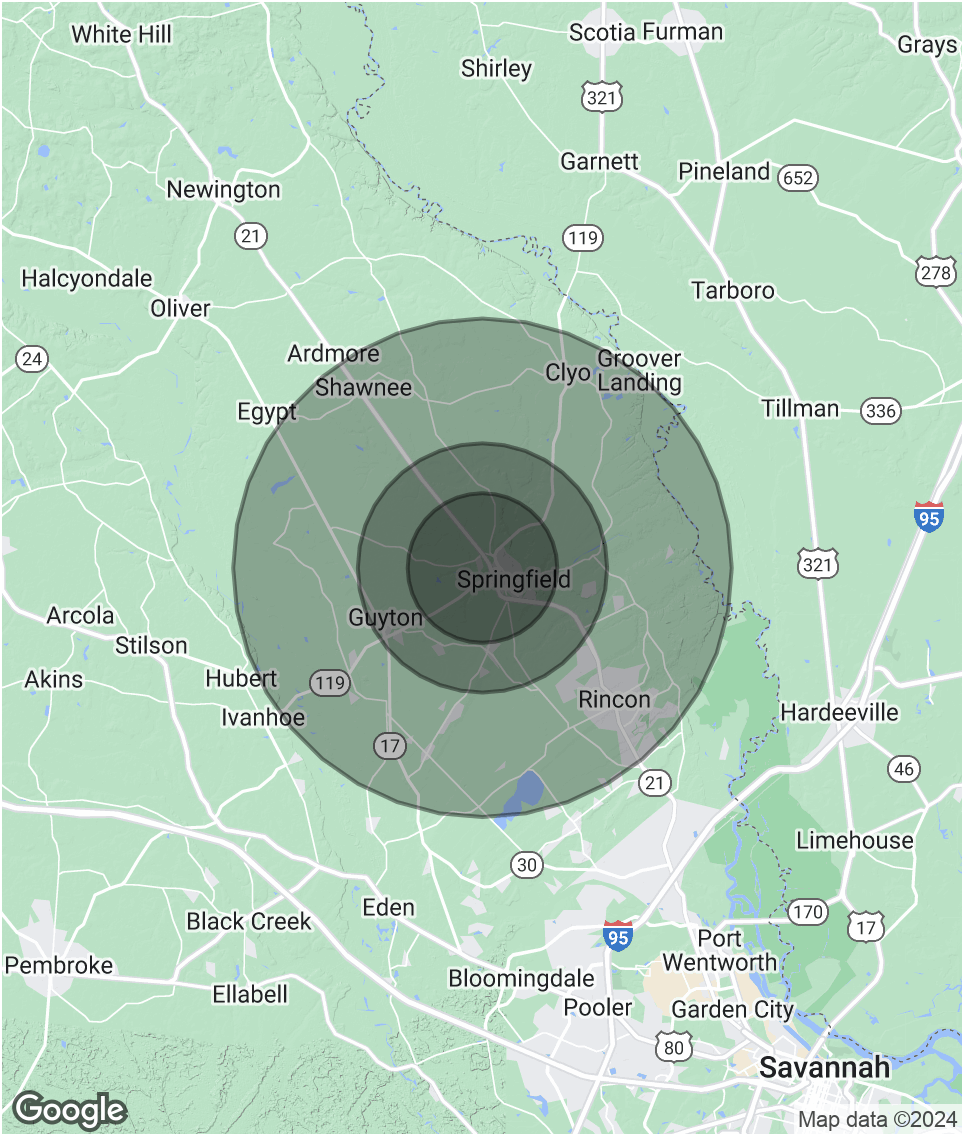 White Hill
Scotia Furman
Grays
Shirley
321
Garnett
Pineland
652
Newington
21
119
278
Halcyondale
Tarboro
Oliver
24
Ardmore
Groover
Landing
Shawnee
Clyo
Egypt
Tillman
336
95
321
Springfield
Arcola
Guyton
Stilson
Akins
Hubert
119
Rincon
Ivanhoe
Hardeeville
17
46
21
Limehouse
30
Eden
Black Creek
170
17
95
Port
Wentworth
Pembroke
Bloomingdale
Ellabell
Pooler
Garden City
80
Savannah
Google
Map data ©2024